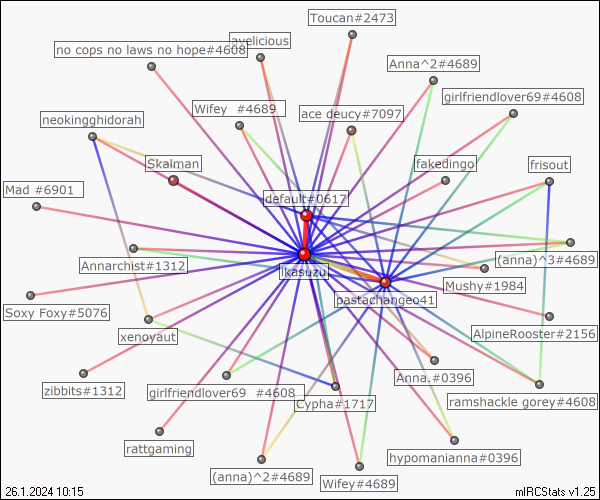 Toucan#2473
avelicious
no cops no laws no hope#4608
Anna^2#4689
girlfriendlover69#4608
Wifey  #4689
ace deucy#7097
neokingghidorah
Skalman
fakedingo
frisout
Mad #6901
default#0617
(anna)^3#4689
Annarchist#1312
likasuzu
Mushy#1984
pastachangeo41
Soxy Foxy#5076
xenoyaut
AlpineRooster#2156
Anna.#0396
zibbits#1312
girlfriendlover69  #4608
Cypha#1717
ramshackle gorey#4608
rattgaming
hypomanianna#0396
(anna)^2#4689
Wifey#4689
26.1.2024 10:15
mIRCStats v1.25